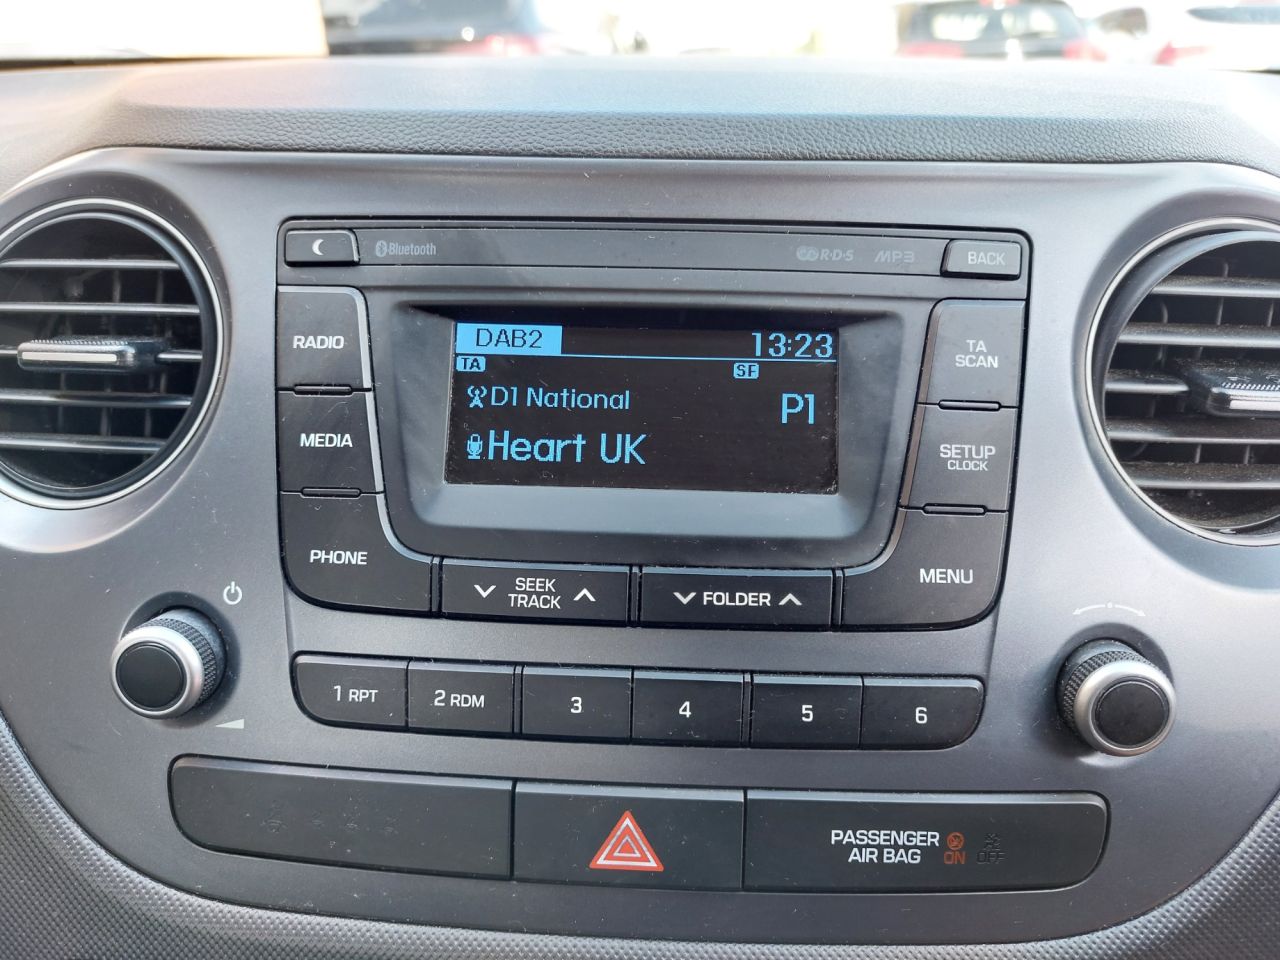 Bluetooth
R·D·S
MP3
BACK
RADIO
DAB2
13:23
TA
SCAN
TA
SF
D1 National
P1
MEDIA
Heart UK
SETUP
CLOCK
PHONE
SEEK
TRACK
FOLDER
MENU
1 RPT
2 RDM
3
4
5
6
PASSENGER
AIR BAG
ON
OFF